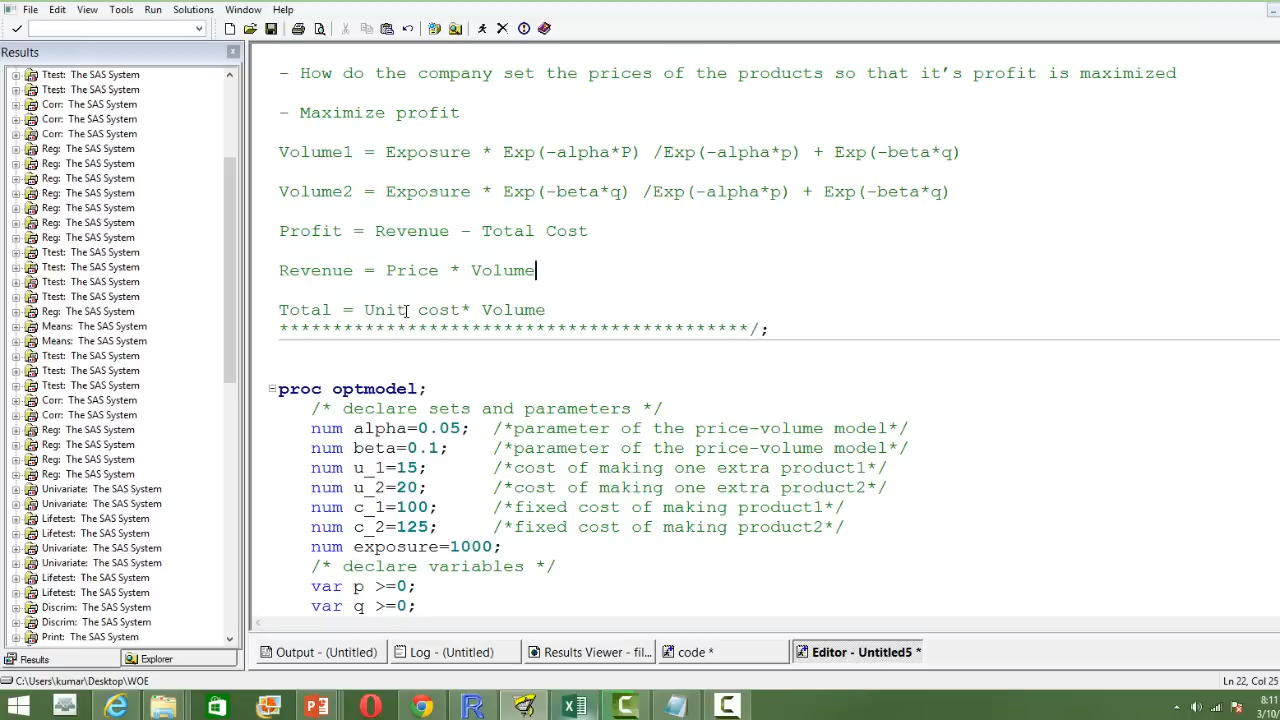 File Edit View Tools Run Solutions Window Help
Results x
Ttest: The SAS System
Ttest: The SAS System
Corr: The SAS System
Corr: The SAS System
Corr: The SAS System
Reg: The SAS System
Reg: The SAS System
Reg: The SAS System
Reg: The SAS System
Reg: The SAS System
Reg: The SAS System
Reg: The SAS System
Ttest: The SAS System
Ttest: The SAS System
Ttest: The SAS System
Ttest: The SAS System
Reg: The SAS System
Means: The SAS System
Means: The SAS System
Ttest: The SAS System
Ttest: The SAS System
Ttest: The SAS System
Corr: The SAS System
Corr: The SAS System
Reg: The SAS System
Reg: The SAS System
Reg: The SAS System
Reg: The SAS System
Univariate: The SAS System
Univariate: The SAS System
Lifetest: The SAS System
Lifetest: The SAS System
Univariate: The SAS System
Univariate: The SAS System
Lifetest: The SAS System
Lifetest: The SAS System
Discrim: The SAS System
Discrim: The SAS System
Print: The SAS System
Results Explorer
- How do the company set the prices of the products so that it’s profit is maximized
- Maximize profit
Volume1 = Exposure * Exp(-alpha*P) /Exp(-alpha*p) + Exp(-beta*q)
Volume2 = Exposure * Exp(-beta*q) /Exp(-alpha*p) + Exp(-beta*q)
Profit = Revenue - Total Cost
Revenue = Price * Volume
Total = Unit cost* Volume
********************************************/;
proc optmodel;
/* declare sets and parameters */
num alpha=0.05; /*parameter of the price-volume model*/
num beta=0.1; /*parameter of the price-volume model*/
num u_1=15; /*cost of making one extra product1*/
num u_2=20; /*cost of making one extra product2*/
num c_1=100; /*fixed cost of making product1*/
num c_2=125; /*fixed cost of making product2*/
num exposure=1000;
/* declare variables */
var p >=0;
var q >=0;
Output - (Untitled) Log - (Untitled) Results Viewer - fil... code * Editor - Untitled5 *
C:\Users\kumar\Desktop\WOE Ln 22, Col 25
8:11
3/10/